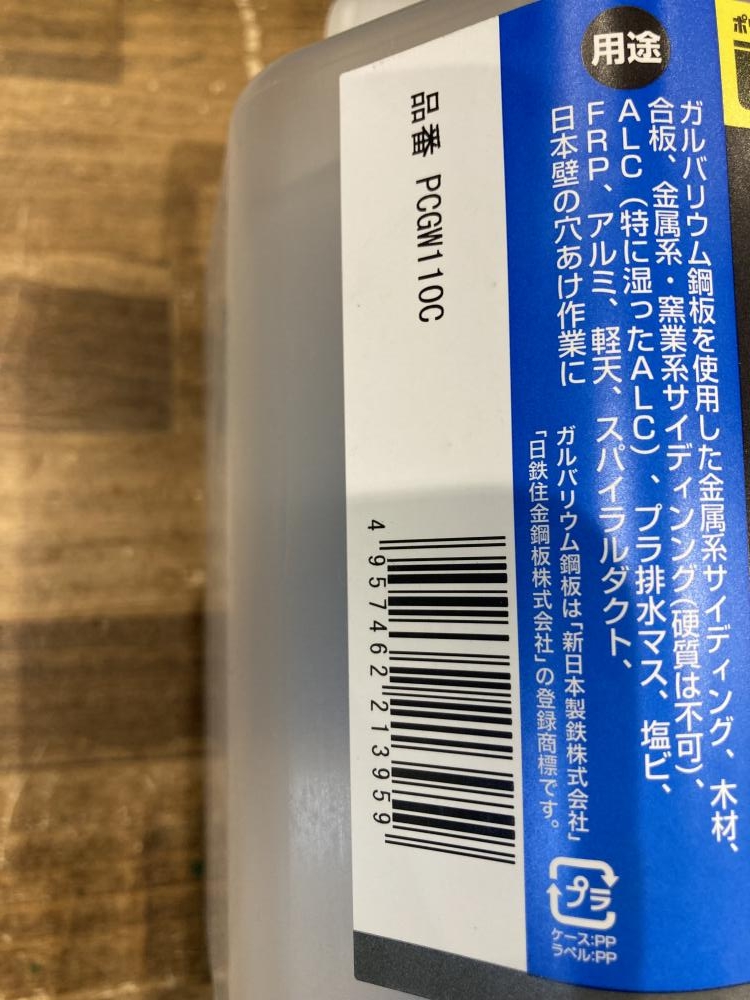 用途
ガルバリウム鋼板を使用した金属系サイディング、木材、
合板、金属系・窯業系サイディング(硬質は不可)、
ALC(特に湿ったALC)、プラ排水マス、塩ビ、
FRP、アルミ、軽天、スパイラルダクト、
日本壁の穴あけ作業に
ガルバリウム鋼板は「新日本製鉄株式会社」
「日鉄住金鋼板株式会社」の登録商標です。
品番 PCGW110C
4957462213959
プラ
ケース:PP
ラベル:PP